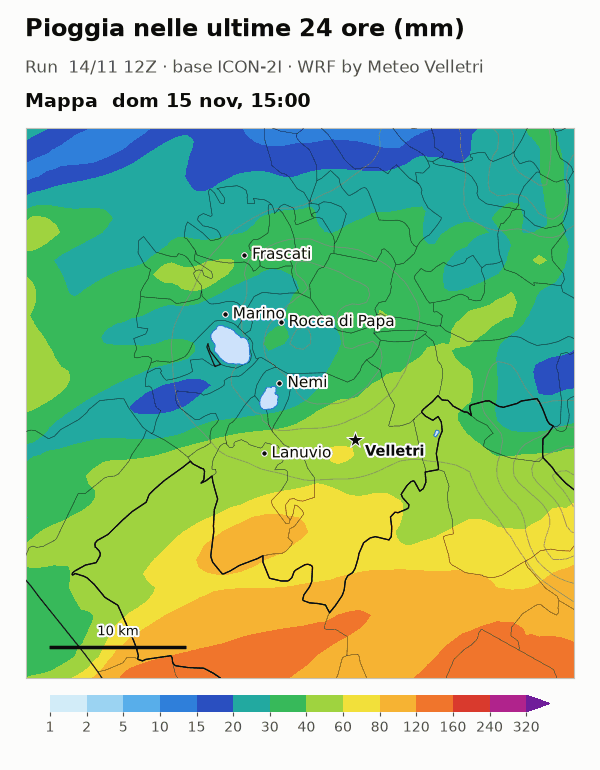 Pioggia nelle ultime 24 ore (mm)
Run 14/11 12Z · base ICON-2I · WRF by Meteo Velletri
Mappa dom 15 nov, 15:00
Frascati
Marino
Rocca di Papa
Nemi
Velletri
Lanuvio
10 km
1 2 5 10 15 20 30 40 60 80 120 160 240 320